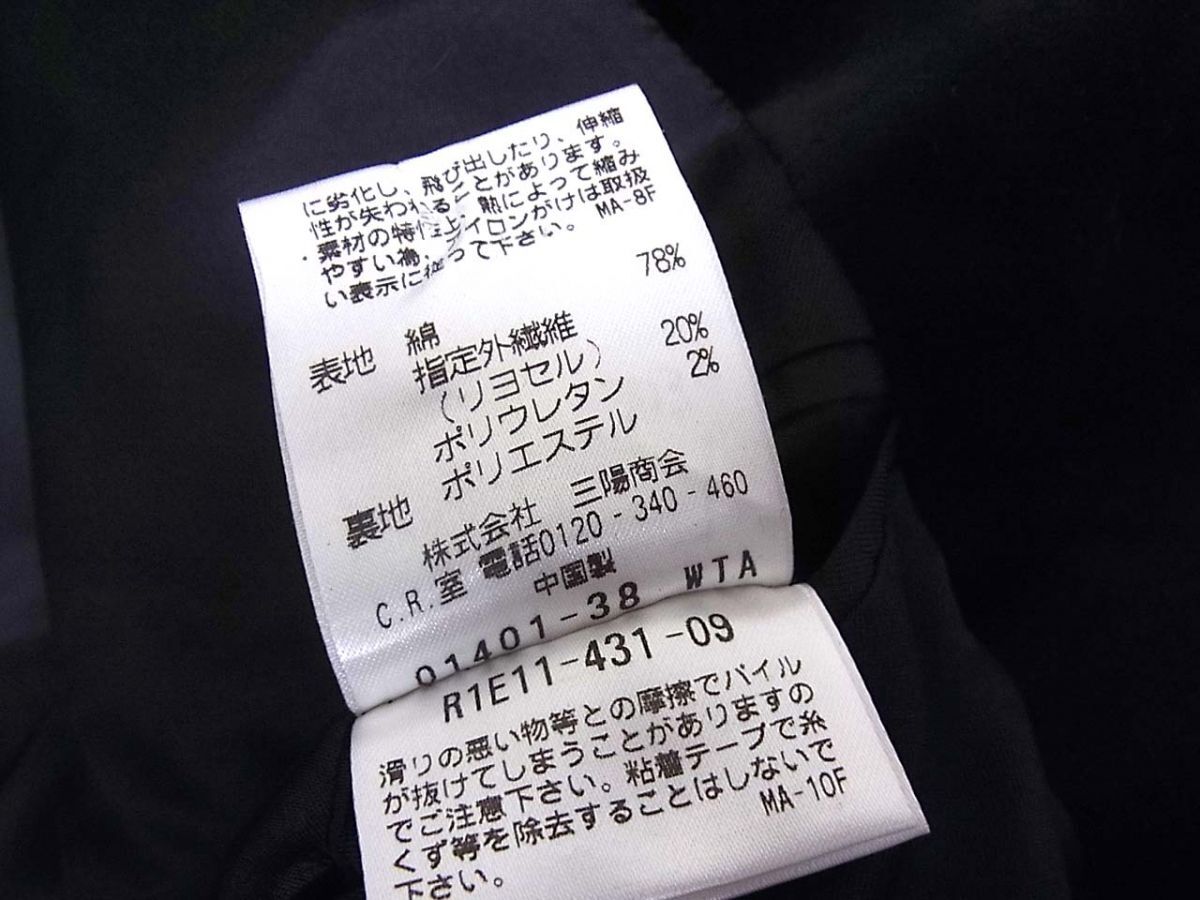 に劣化し、飛び出したり、伸縮
性が失われることがあります。
・素材の特性上 熱によって縮み
やすい為、アイロンがけは取扱
い表示に従って下さい。
MA-8F
表地 綿 78%
指定外繊維
(リヨセル) 20%
ポリウレタン 2%
裏地 ポリエステル
株式会社 三陽商会
C.R.室 電話0120-340-460
中国製
01401-38 WTA
R1E11-431-09
滑りの悪い物等との摩擦でパイル
が抜けてしまうことがありますの
でご注意下さい。粘着テープで糸
くず等を除去することはしないで
下さい。
MA-10F